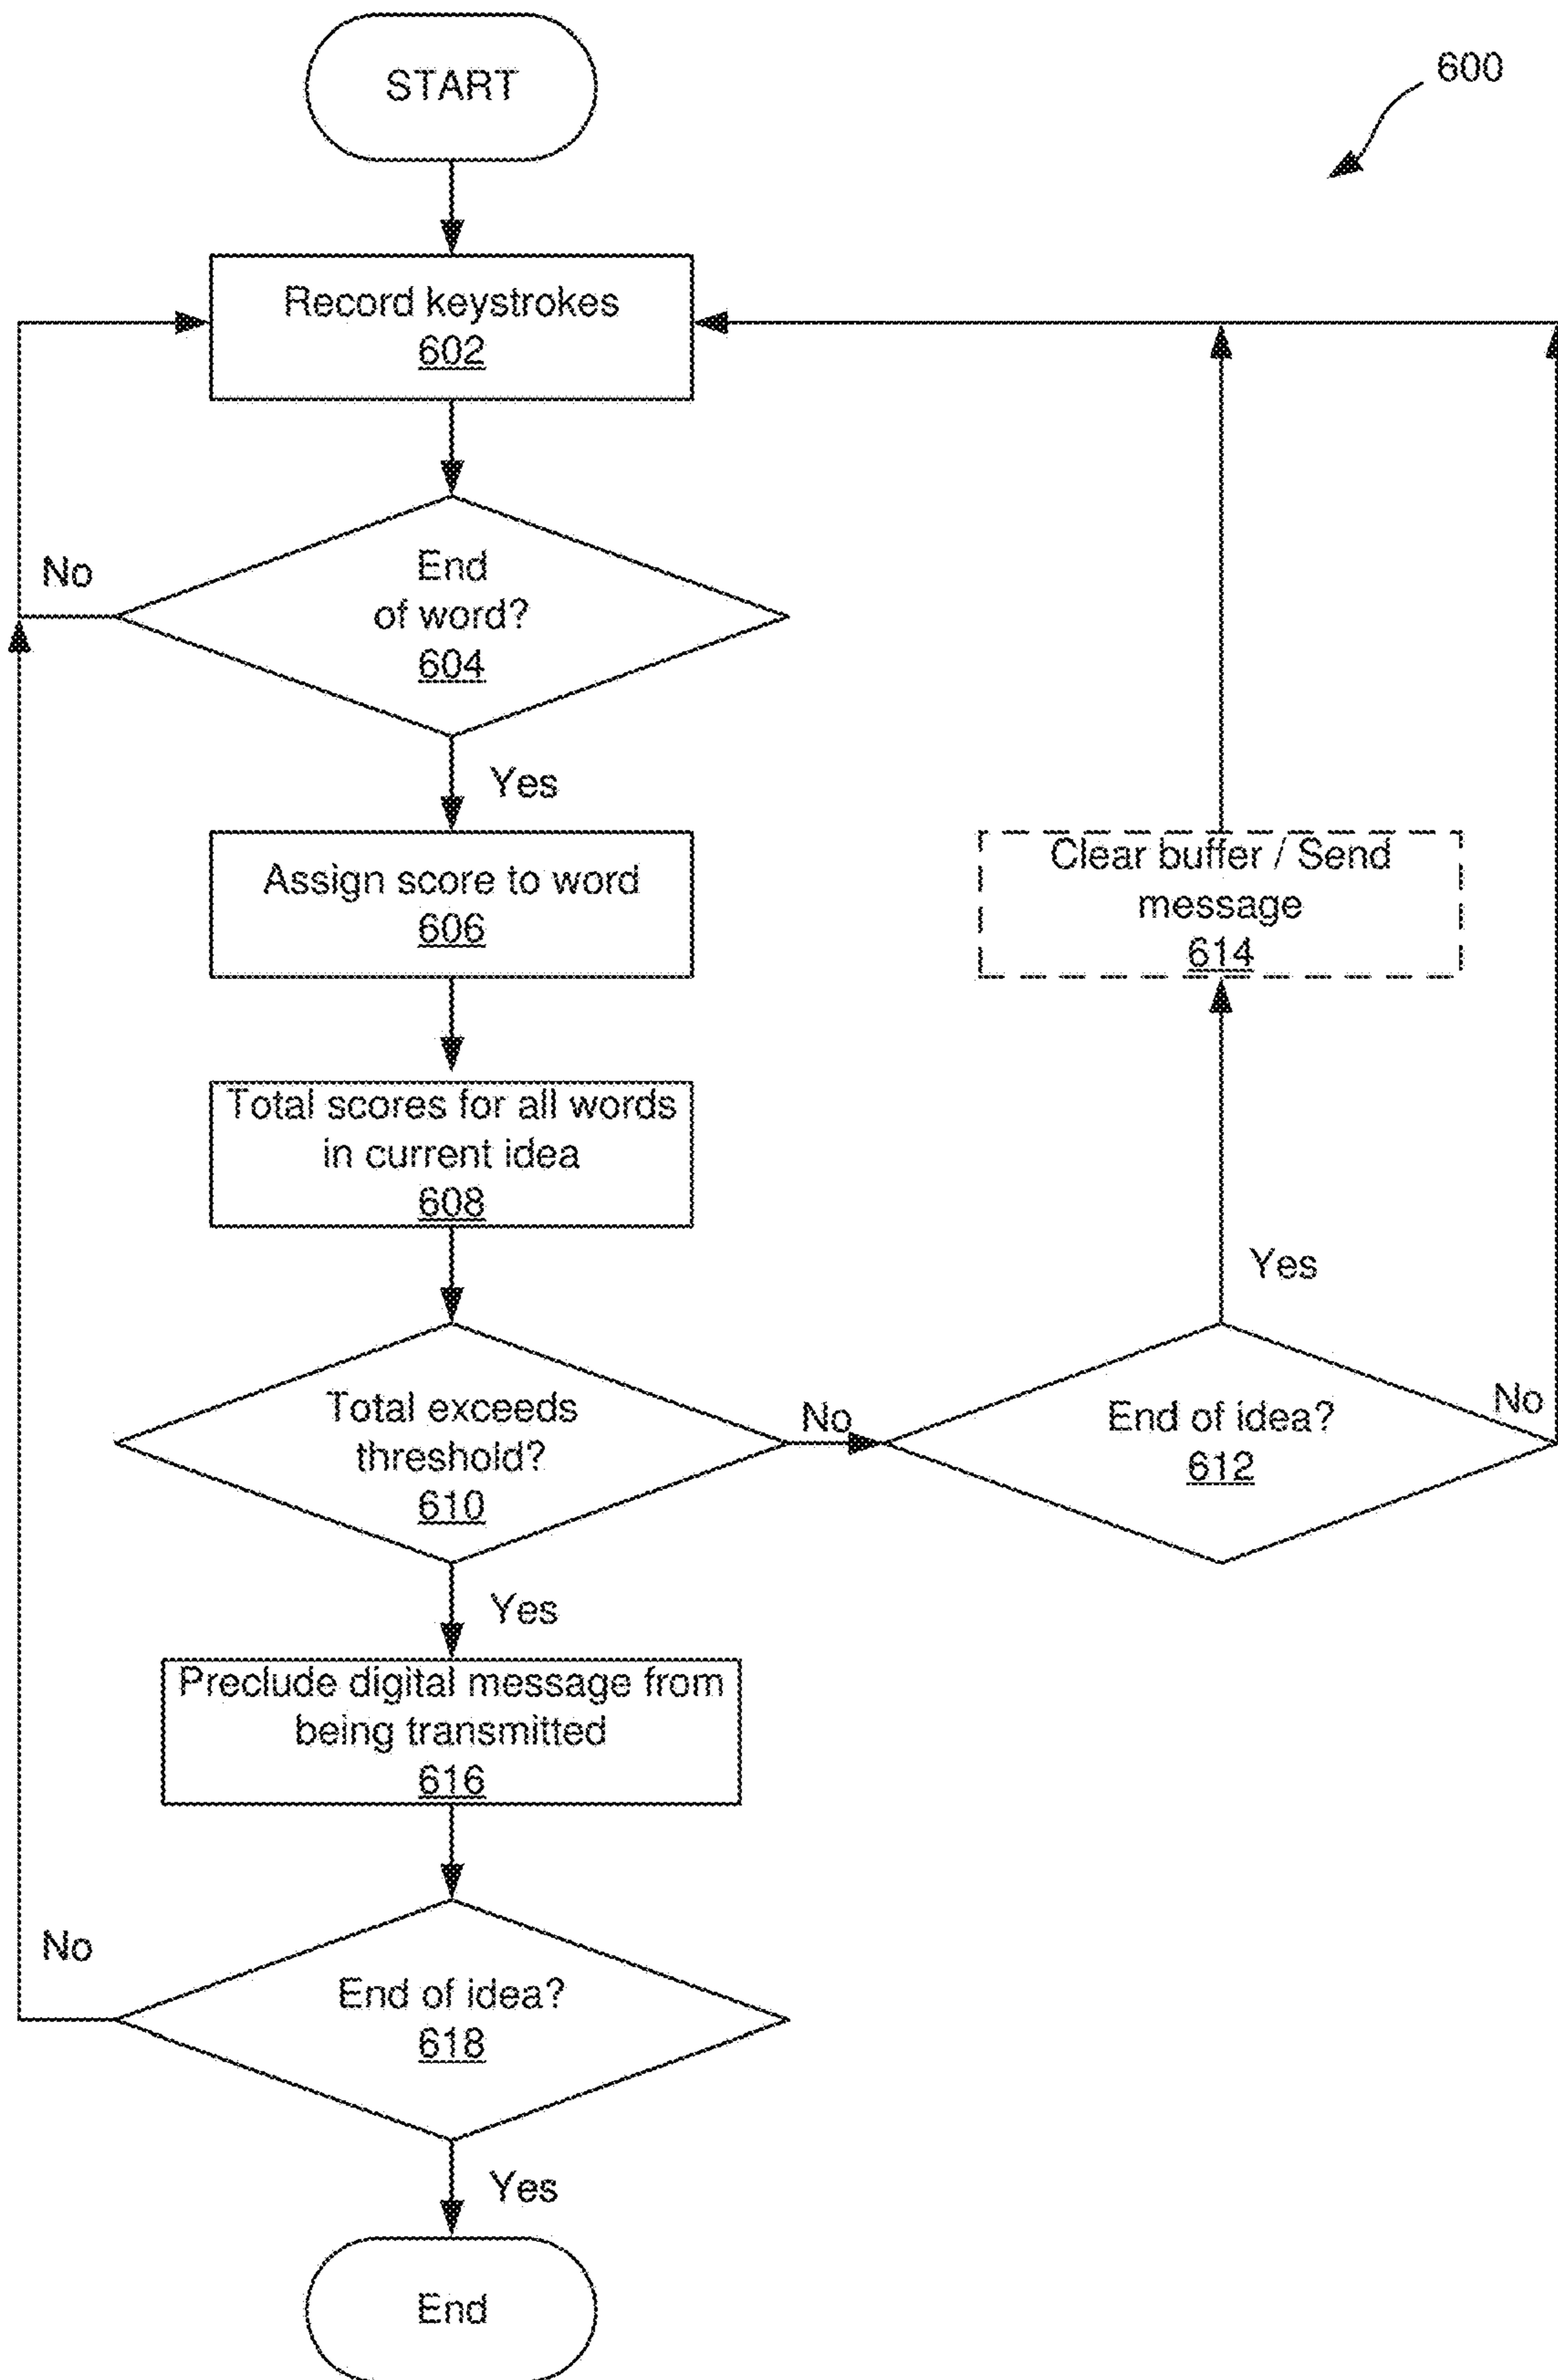 START
600
Record keystrokes
602
No
End
of word?
604
Yes
Assign score to word
606
Clear buffer / Send
message
614
Total scores for all words
in current idea
608
Yes
Total exceeds
threshold?
610
No
End of idea?
612
No
Yes
Preclude digital message from
being transmitted
616
No
End of idea?
618
Yes
End